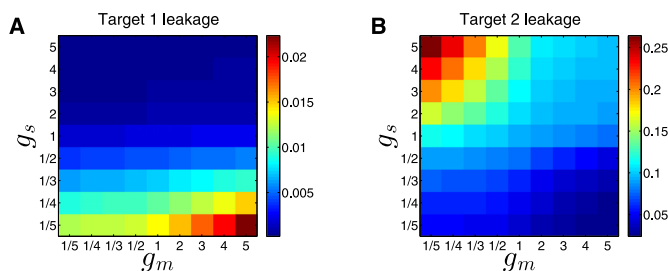 A
Target 1 leakage
5
4
3
2
1
1/2
1/3
1/4
1/5
g_s
1/5 1/4 1/3 1/2 1 2 3 4 5
g_m
0.02
0.015
0.01
0.005
B
Target 2 leakage
5
4
3
2
1
1/2
1/3
1/4
1/5
g_s
1/5 1/4 1/3 1/2 1 2 3 4 5
g_m
0.25
0.20
0.15
0.10
0.05